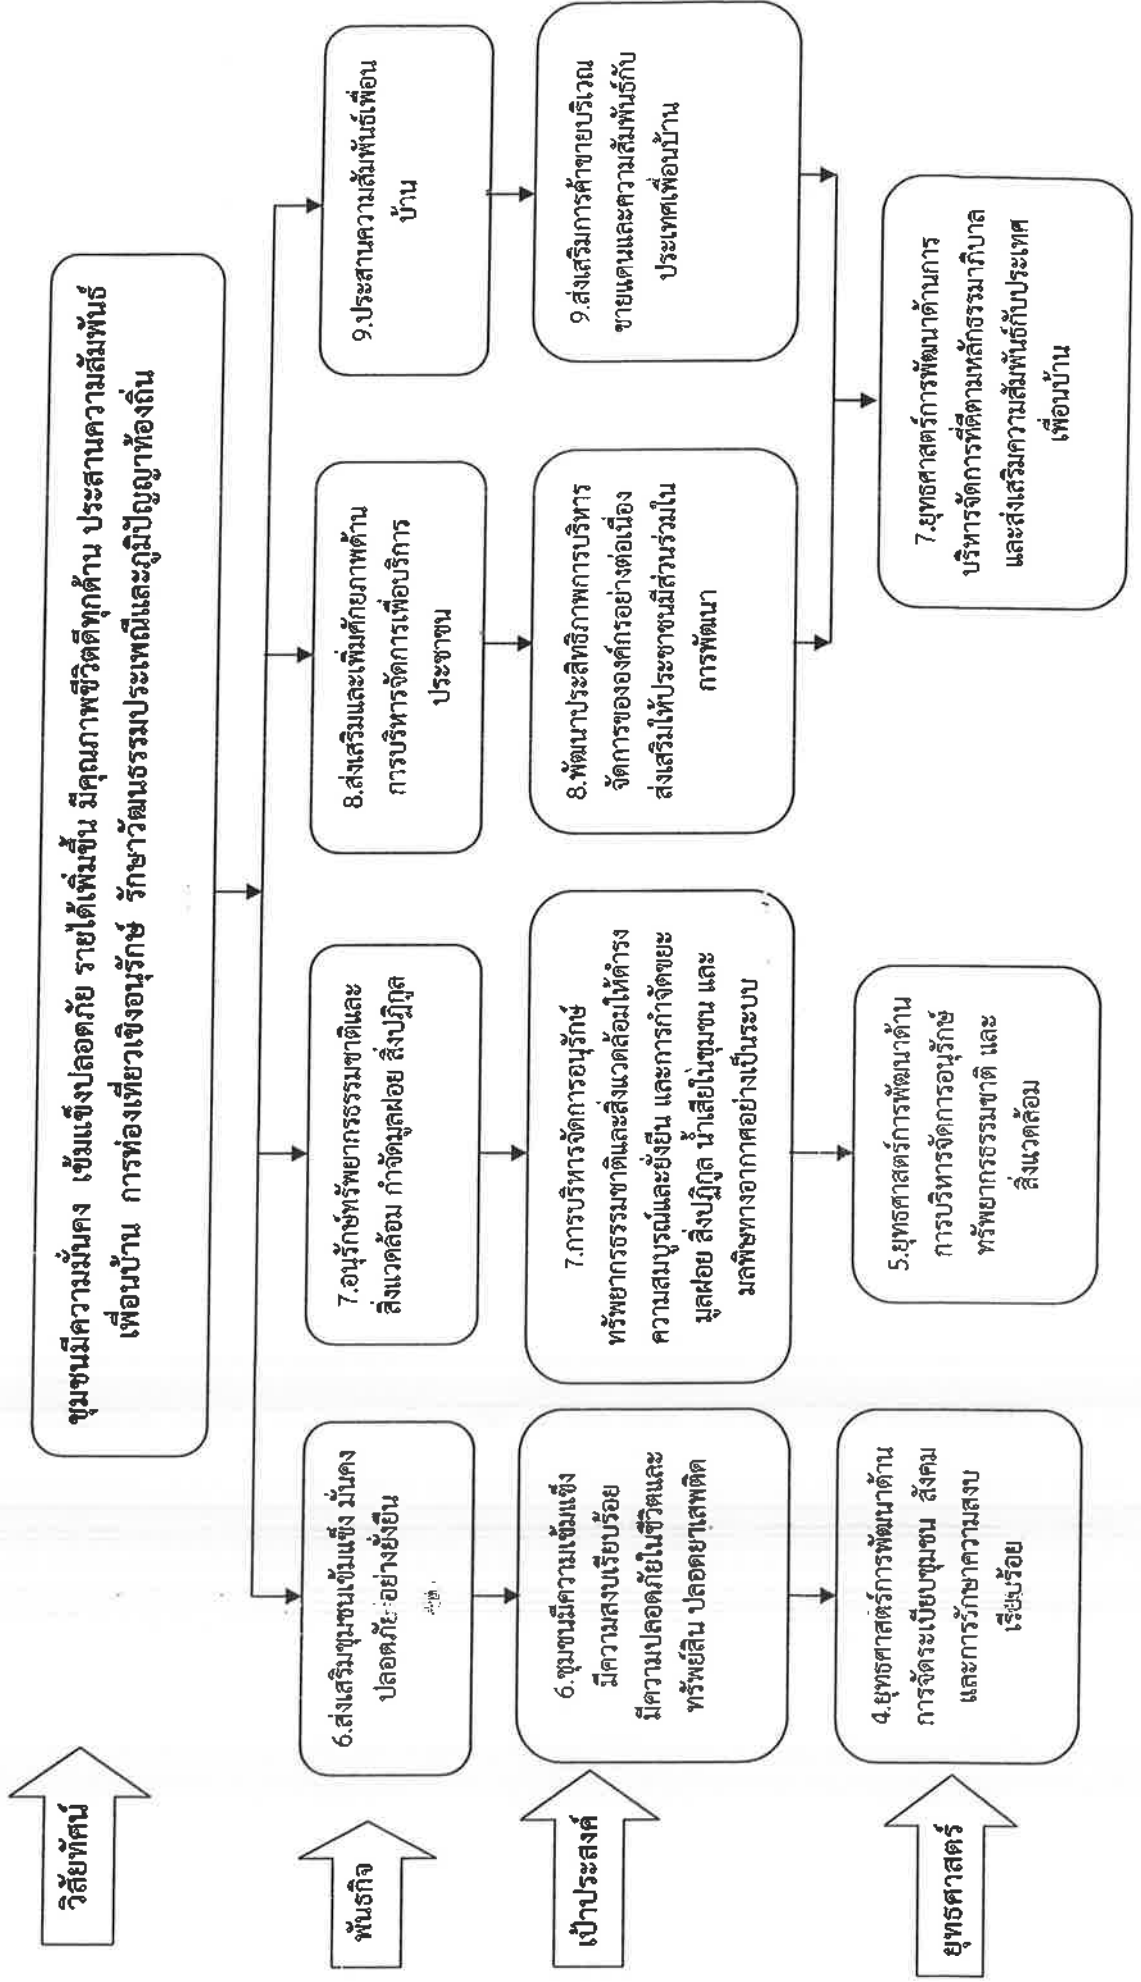 วิสัยทัศน์
ชุมชนมีความมั่นคง เข้มแข็งปลอดภัย รายได้เพิ่มขึ้น มีคุณภาพชีวิตดีทุกด้าน ประสานความสัมพันธ์
เพื่อนบ้าน การท่องเที่ยวเชิงอนุรักษ์ รักษาวัฒนธรรมประเพณีและภูมิปัญญาท้องถิ่น
พันธกิจ
6.ส่งเสริมชุมชนเข้มแข็ง มั่นคง
ปลอดภัยอย่างยั่งยืน
7.อนุรักษ์ทรัพยากรธรรมชาติและ
สิ่งแวดล้อม กำจัดมูลฝอย สิ่งปฏิกูล
8.ส่งเสริมและเพิ่มศักยภาพด้าน
การบริหารจัดการเพื่อบริการ
ประชาชน
9.ประสานความสัมพันธ์เพื่อน
บ้าน
เป้าประสงค์
6.ชุมชนมีความเข้มแข็ง
มีความสงบเรียบร้อย
มีความปลอดภัยในชีวิตและ
ทรัพย์สิน ปลอดยาเสพติด
7.การบริหารจัดการอนุรักษ์
ทรัพยากรธรรมชาติและสิ่งแวดล้อมให้ดำรง
ความสมบูรณ์และยั่งยืน และการกำจัดขยะ
มูลฝอย สิ่งปฏิกูล น้ำเสียในชุมชน และ
มลพิษทางอากาศอย่างเป็นระบบ
8.พัฒนาประสิทธิภาพการบริหาร
จัดการขององค์กรอย่างต่อเนื่อง
ส่งเสริมให้ประชาชนมีส่วนร่วมใน
การพัฒนา
9.ส่งเสริมการค้าขายบริเวณ
ชายแดนและความสัมพันธ์กับ
ประเทศเพื่อนบ้าน
ยุทธศาสตร์
4.ยุทธศาสตร์การพัฒนาด้าน
การจัดระเบียบชุมชน สังคม
และการรักษาความสงบ
เรียบร้อย
5.ยุทธศาสตร์การพัฒนาด้าน
การบริหารจัดการอนุรักษ์
ทรัพยากรธรรมชาติ และ
สิ่งแวดล้อม
7.ยุทธศาสตร์การพัฒนาด้านการ
บริหารจัดการที่ดีตามหลักธรรมาภิบาล
และส่งเสริมความสัมพันธ์กับประเทศ
เพื่อนบ้าน